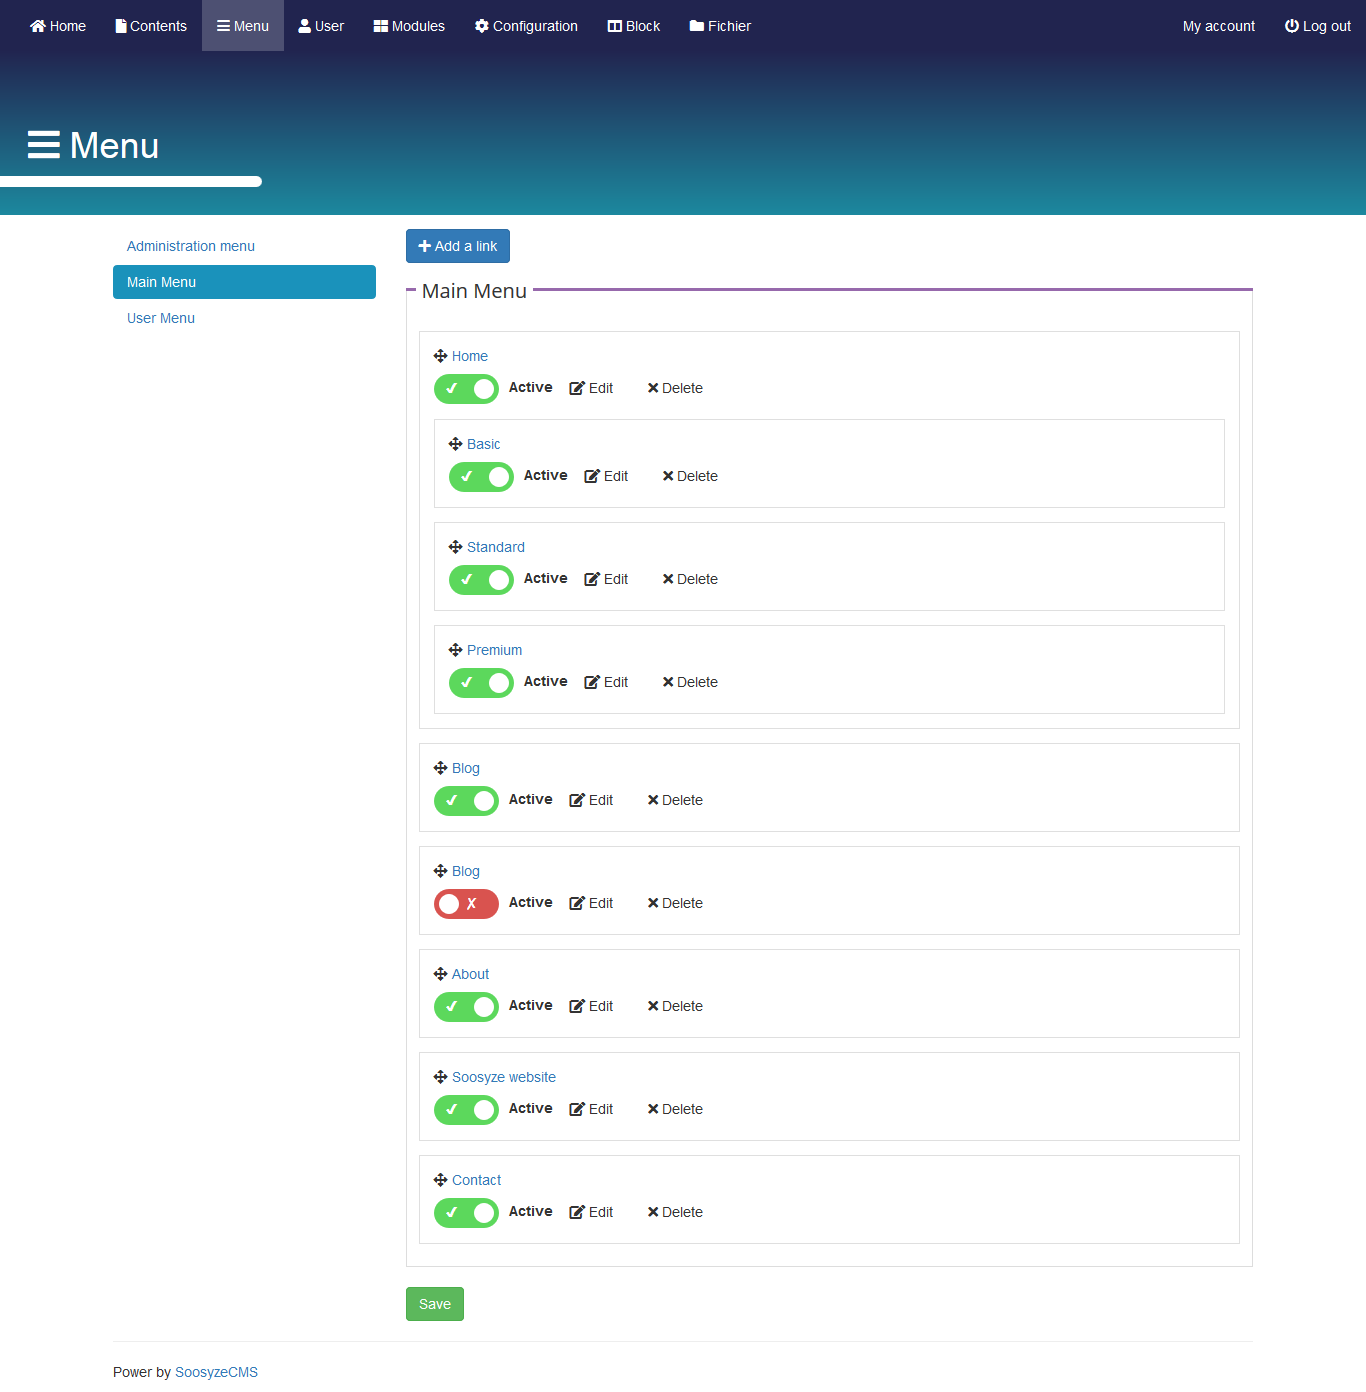 Home Contents Menu User Modules Configuration Block Fichier My account Log out
Menu
Administration menu
Main Menu
User Menu
Add a link
Main Menu
Home
Active Edit Delete
Basic
Active Edit Delete
Standard
Active Edit Delete
Premium
Active Edit Delete
Blog
Active Edit Delete
Blog
Active Edit Delete
About
Active Edit Delete
Soosyze website
Active Edit Delete
Contact
Active Edit Delete
Save
Power by SoosyzeCMS